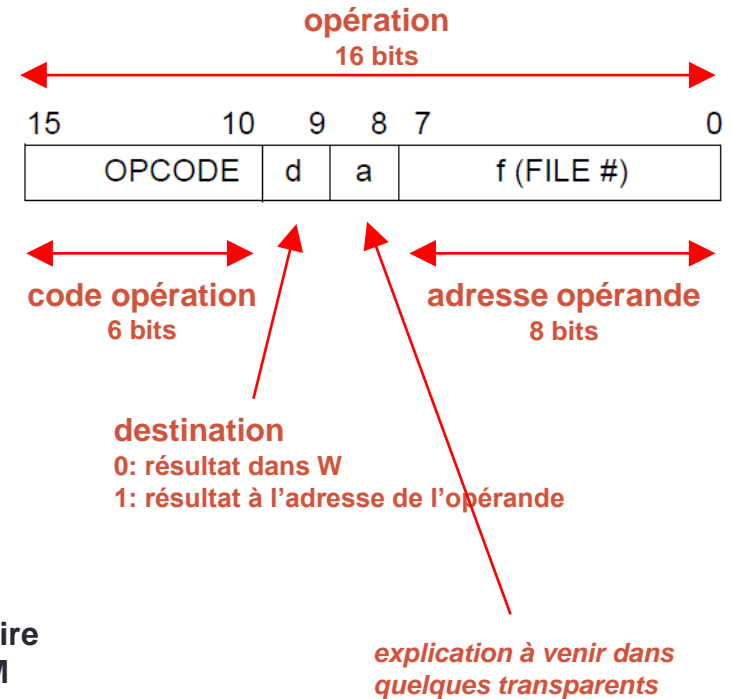 opération
16 bits
15 10 9 8 7 0
OPCODE d a f (FILE #)
code opération adresse opérande
6 bits 8 bits
destination
0: résultat dans W
1: résultat à l'adresse de l'opérande
explication à venir dans
quelques transparents